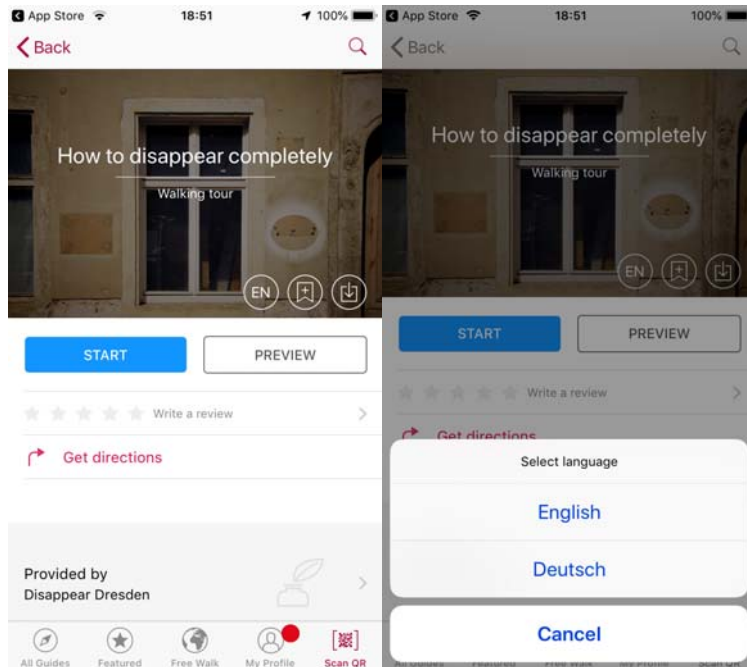 App Store 18:51 100%
Back
How to disappear completely
Walking tour
EN
START PREVIEW
Write a review
Get directions
Provided by
Disappear Dresden
All Guides Featured Free Walk My Profile Scan QR
App Store 18:51 100%
Back
How to disappear completely
Walking tour
EN
START PREVIEW
Write a review
Get directions
Select language
English
Deutsch
Cancel